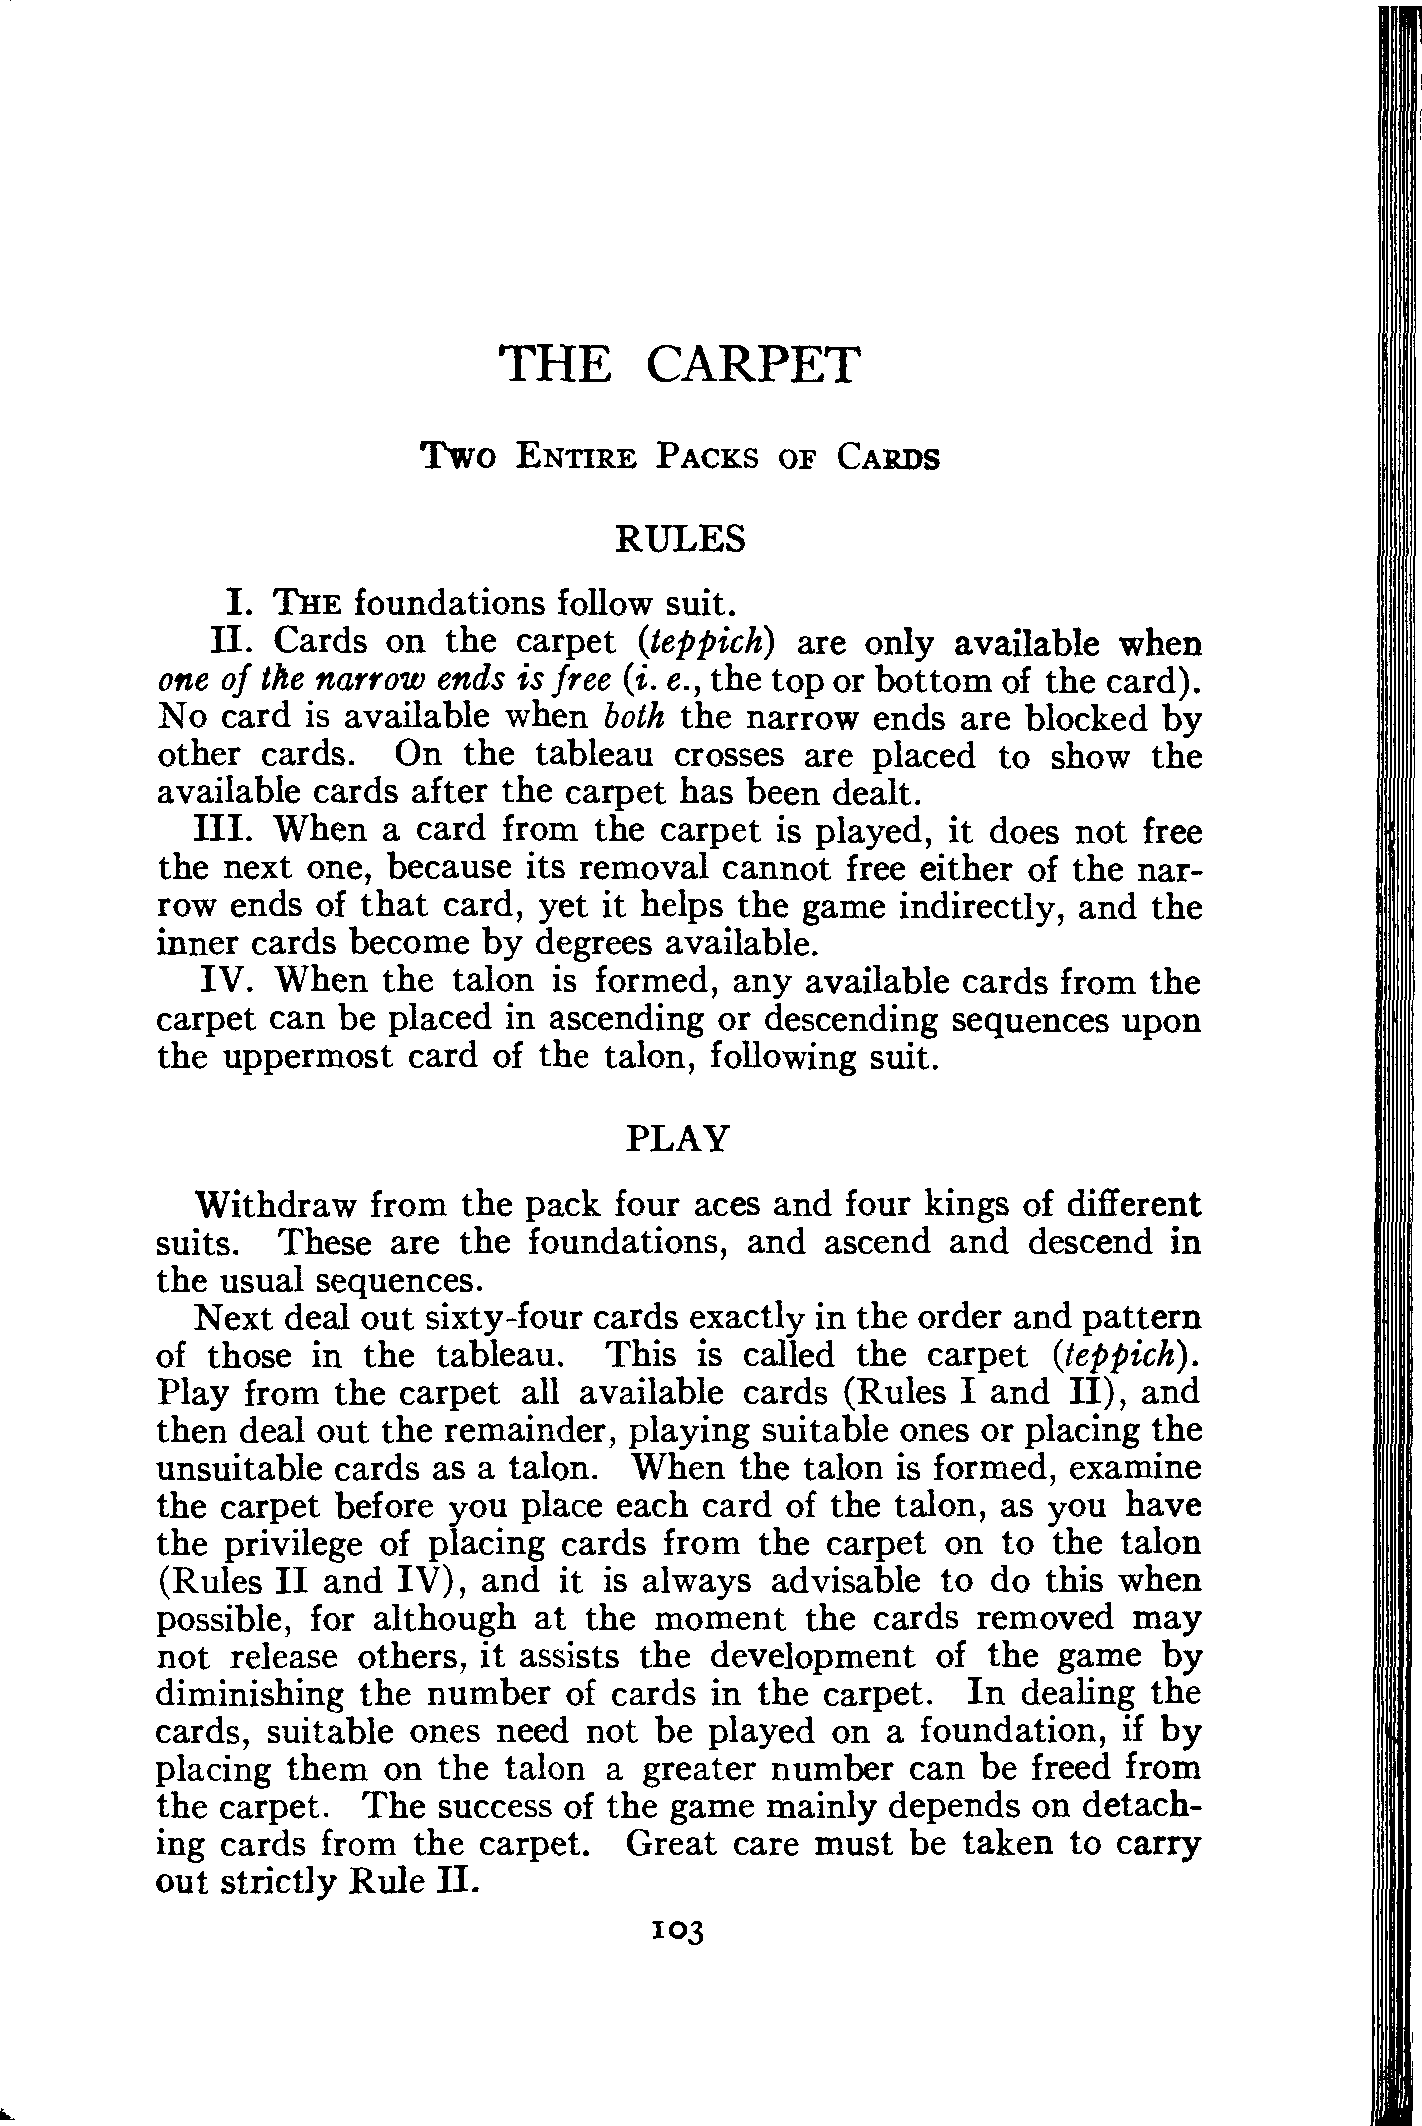 THE CARPET
TWO ENTIRE PACKS OF CARDS
RULES
I. THE foundations follow suit.
II. Cards on the carpet (teppich) are only available when
one of the narrow ends is free (i. e., the top or bottom of the card).
No card is available when both the narrow ends are blocked by
other cards. On the tableau crosses are placed to show the
available cards after the carpet has been dealt.
III. When a card from the carpet is played, it does not free
the next one, because its removal cannot free either of the nar-
row ends of that card, yet it helps the game indirectly, and the
inner cards become by degrees available.
IV. When the talon is formed, any available cards from the
carpet can be placed in ascending or descending sequences upon
the uppermost card of the talon, following suit.
PLAY
Withdraw from the pack four aces and four kings of different
suits. These are the foundations, and ascend and descend in
the usual sequences.
Next deal out sixty-four cards exactly in the order and pattern
of those in the tableau. This is called the carpet (teppich).
Play from the carpet all available cards (Rules I and II), and
then deal out the remainder, playing suitable ones or placing the
unsuitable cards as a talon. When the talon is formed, examine
the carpet before you place each card of the talon, as you have
the privilege of placing cards from the carpet on to the talon
(Rules II and IV), and it is always advisable to do this when
possible, for although at the moment the cards removed may
not release others, it assists the development of the game by
diminishing the number of cards in the carpet. In dealing the
cards, suitable ones need not be played on a foundation, if by
placing them on the talon a greater number can be freed from
the carpet. The success of the game mainly depends on detach-
ing cards from the carpet. Great care must be taken to carry
out strictly Rule II.
103